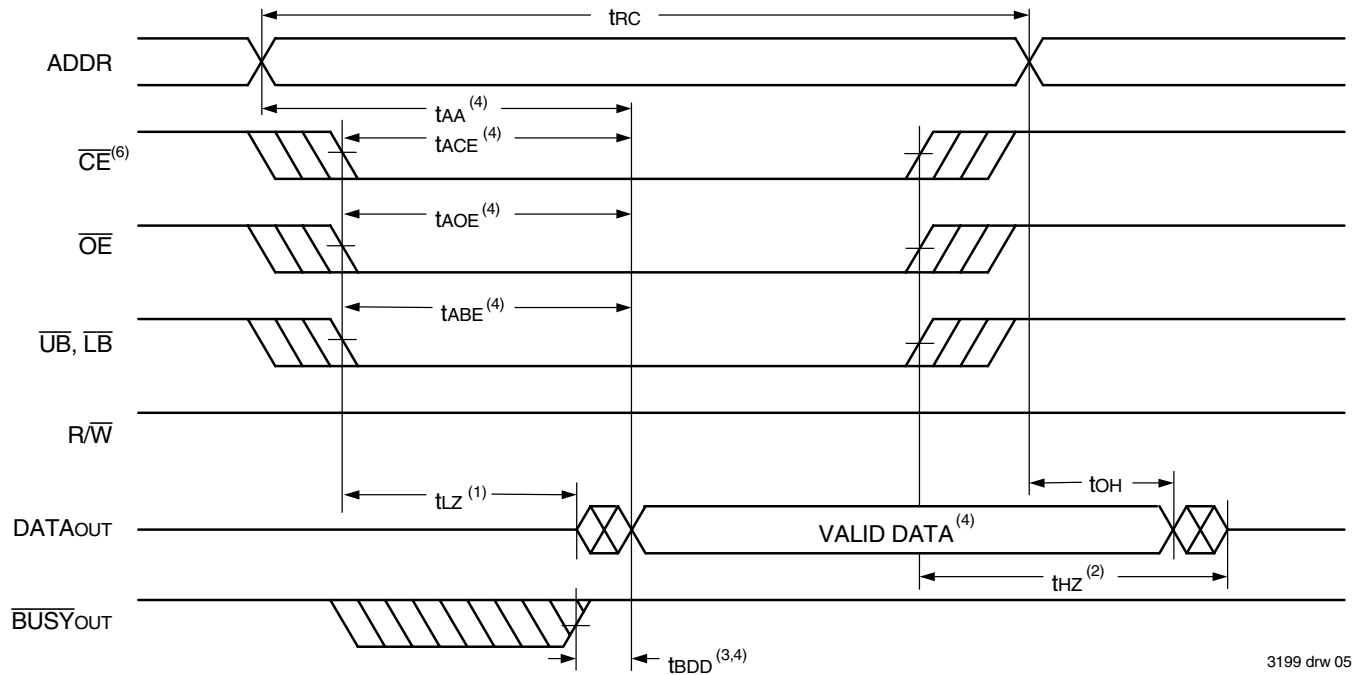 tRC
ADDR
tAA (4)
CE(6)
tACE (4)
OE
tAOE (4)
UB, LB
tABE (4)
R/W
tLZ (1)
tOH
DATAOUT
VALID DATA(4)
tHZ (2)
BUSYOUT
tBDD (3,4)
3199 drw 05